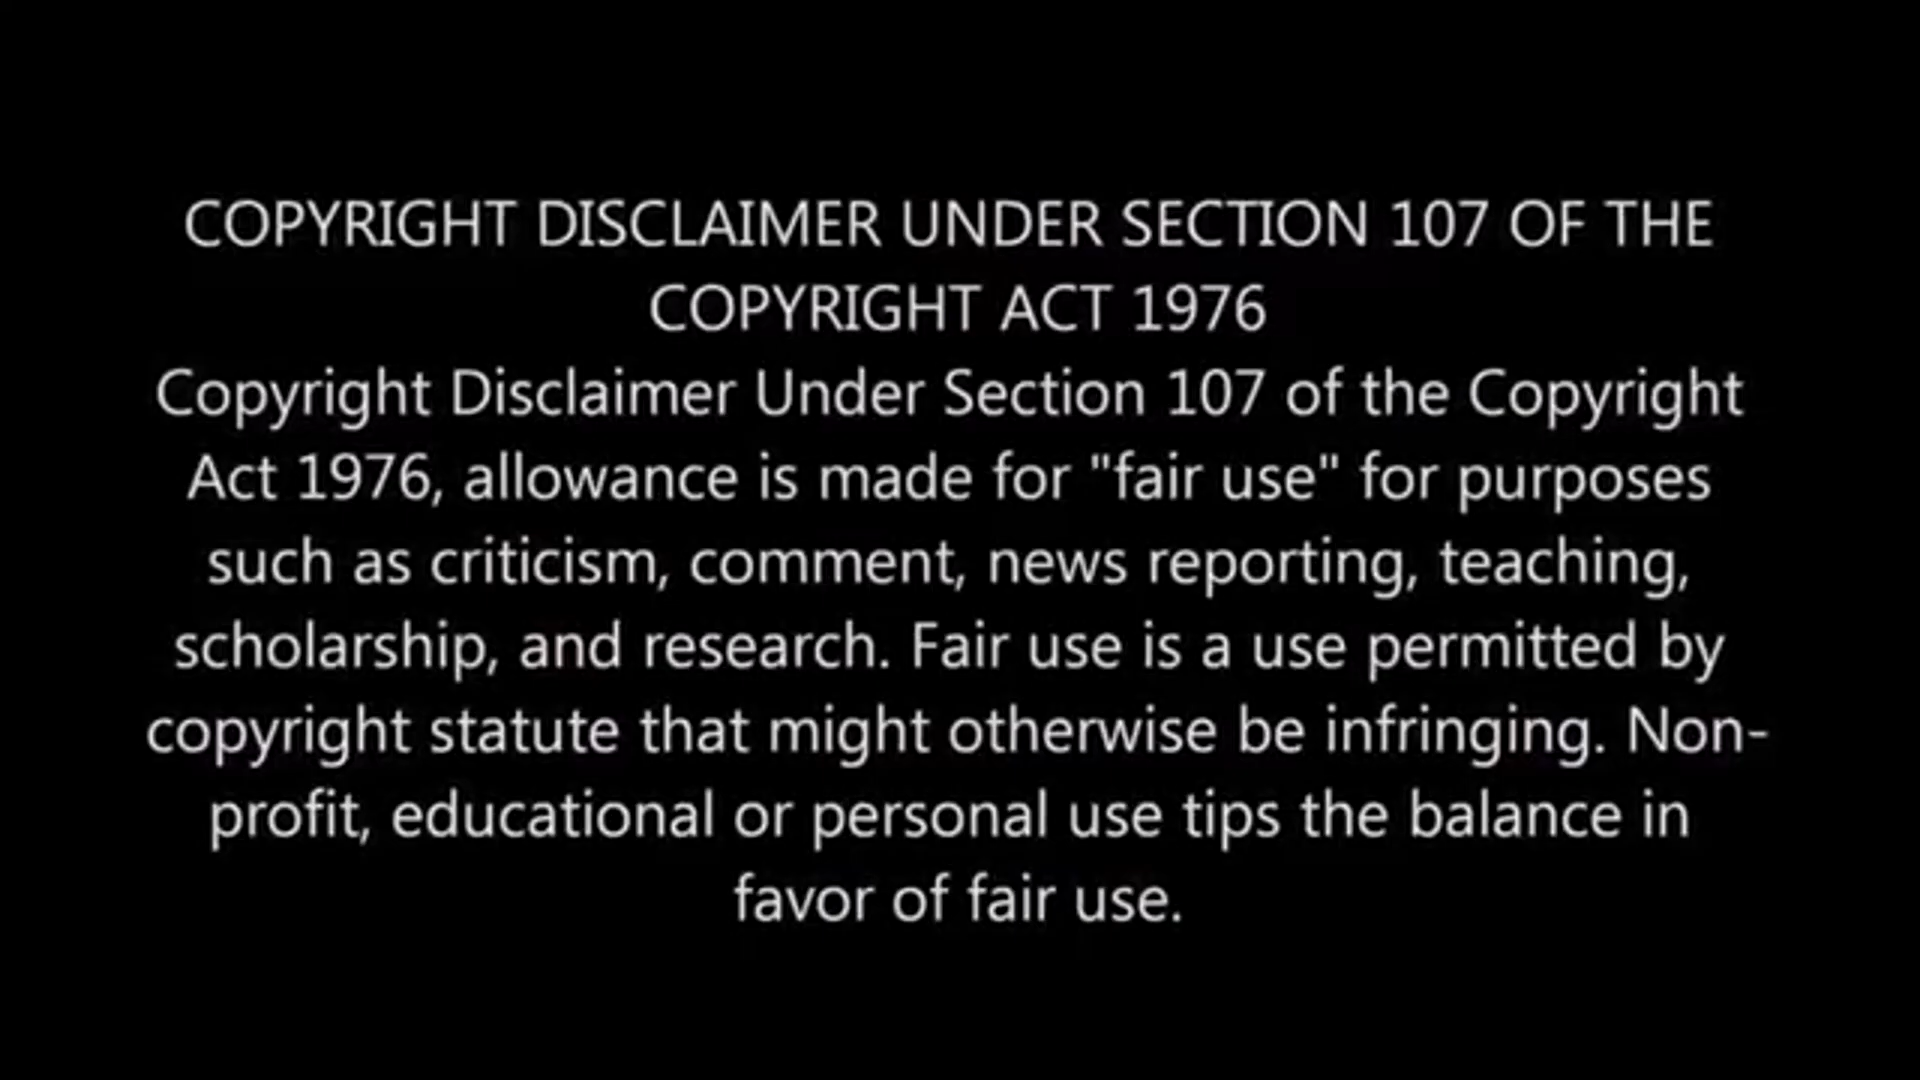 COPYRIGHT DISCLAIMER UNDER SECTION 107 OF THE
COPYRIGHT ACT 1976
Copyright Disclaimer Under Section 107 of the Copyright
Act 1976, allowance is made for "fair use" for purposes
such as criticism, comment, news reporting, teaching,
scholarship, and research. Fair use is a use permitted by
copyright statute that might otherwise be infringing. Non-
profit, educational or personal use tips the balance in
favor of fair use.